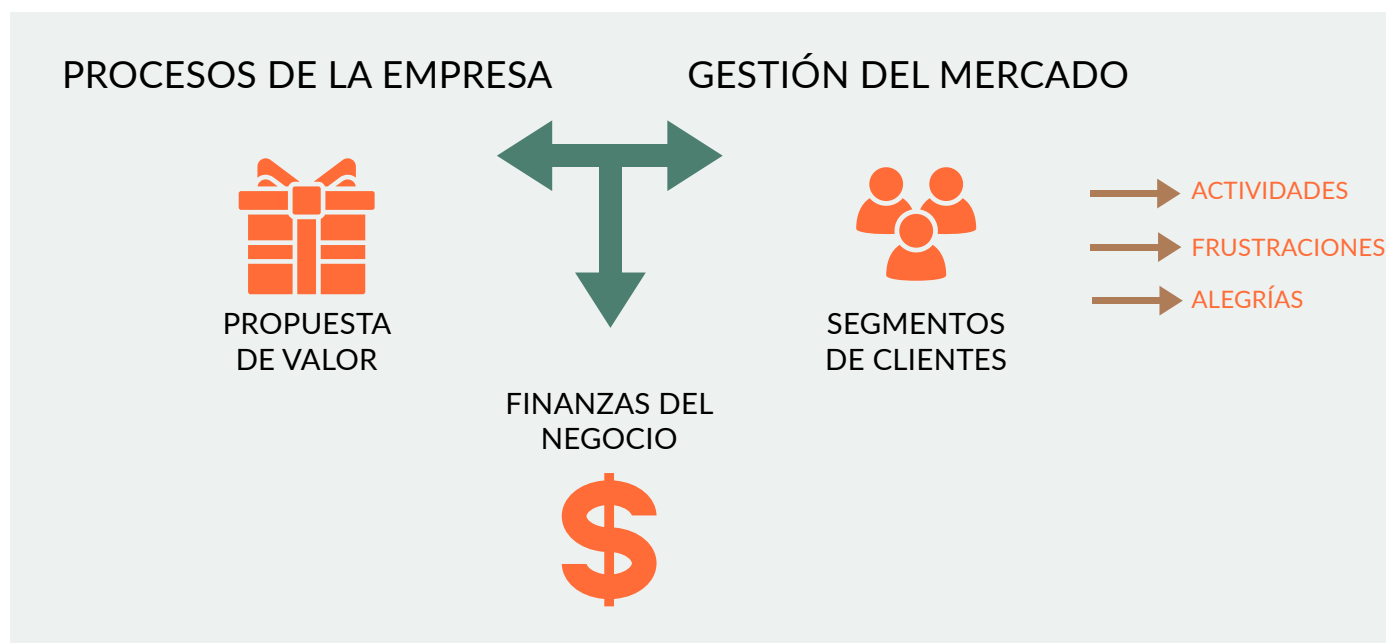 PROCESOS DE LA EMPRESA
GESTIÓN DEL MERCADO
PROPUESTA
DE VALOR
SEGMENTOS
DE CLIENTES
ACTIVIDADES
FRUSTRACIONES
ALEGRÍAS
FINANZAS DEL
NEGOCIO
$